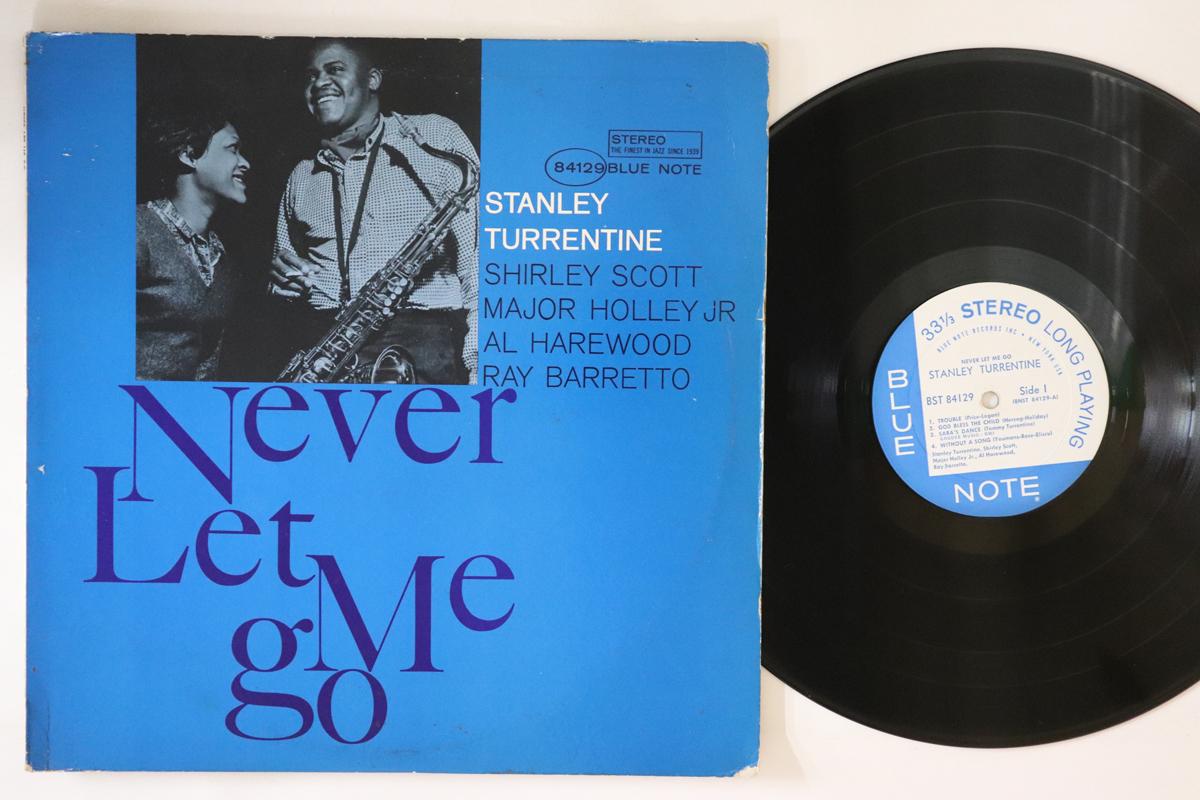 STEREO
THE FINEST IN JAZZ SINCE 1939
84129 BLUE NOTE
STANLEY
TURRENTINE
SHIRLEY SCOTT
MAJOR HOLLEY JR
AL HAREWOOD
RAY BARRETTO
Never
Let Me
go
33 1/3 STEREO LONG PLAYING
BLUE NOTE RECORDS INC • NEW YORK USA
NEVER LET ME GO
STANLEY TURRENTINE
BST 84129
Side 1
(BNST 84129-A)
1. TROUBLE (Price-Logan)
2. GOD BLESS THE CHILD (Herzog-Holiday)
3. SARA'S DANCE (Tommy Turrentine)
4. WITHOUT A SONG (Youmans-Rose-Eliscu)
Stanley Turrentine, Shirley Scott,
Major Holley Jr., Al Harewood,
Ray Barretto.
BLUE
NOTE